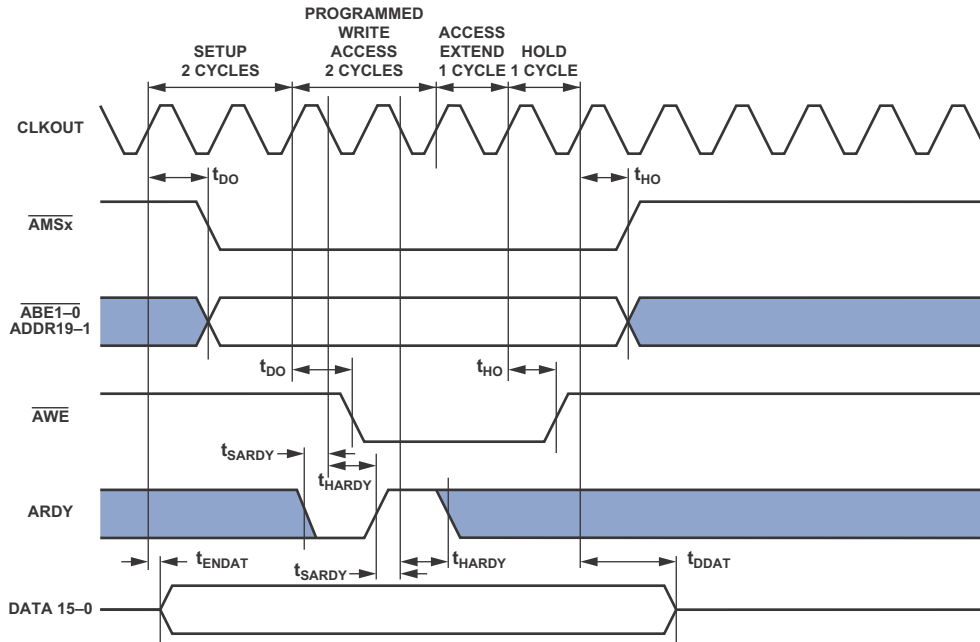 PROGRAMMED
WRITE
ACCESS
2 CYCLES
SETUP
2 CYCLES
ACCESS
EXTEND
1 CYCLE
HOLD
1 CYCLE
CLKOUT
tDO
tHO
AMSx
ABE1–0
ADDR19–1
tDO
tHO
AWE
tSARDY
tHARDY
ARDY
tENDAT
tSARDY
tHARDY
tDDAT
DATA 15–0